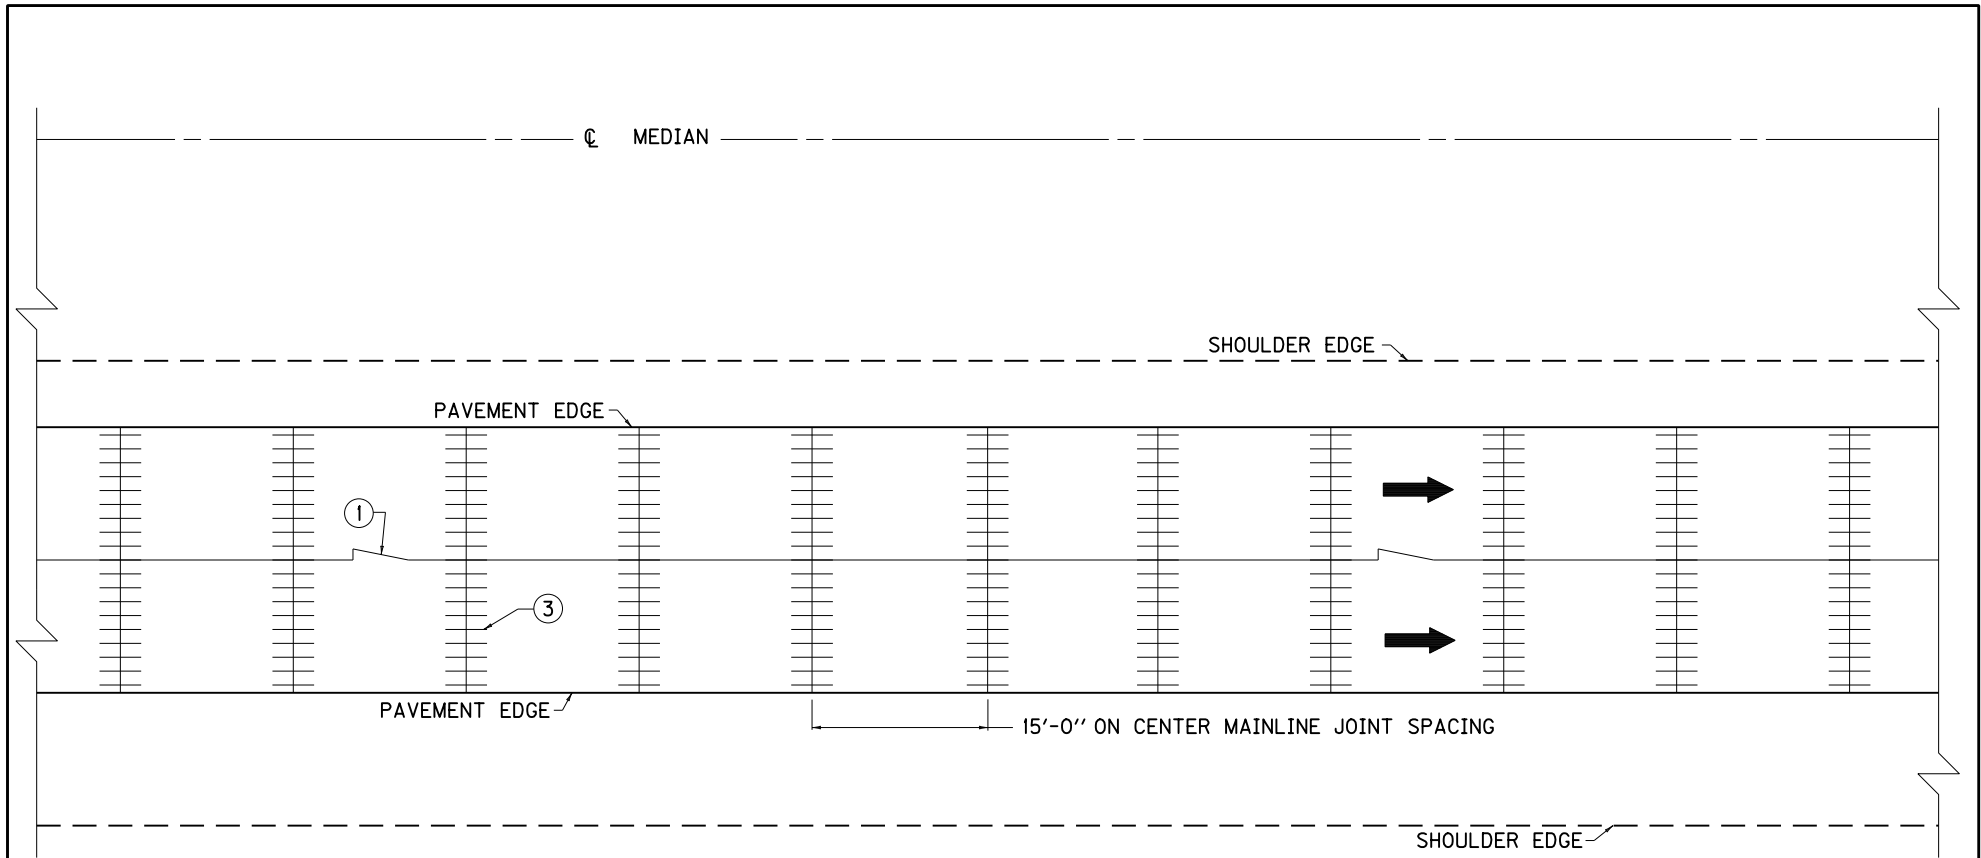 ℄ MEDIAN
SHOULDER EDGE
PAVEMENT EDGE
1
3
PAVEMENT EDGE
15'-0'' ON CENTER MAINLINE JOINT SPACING
SHOULDER EDGE